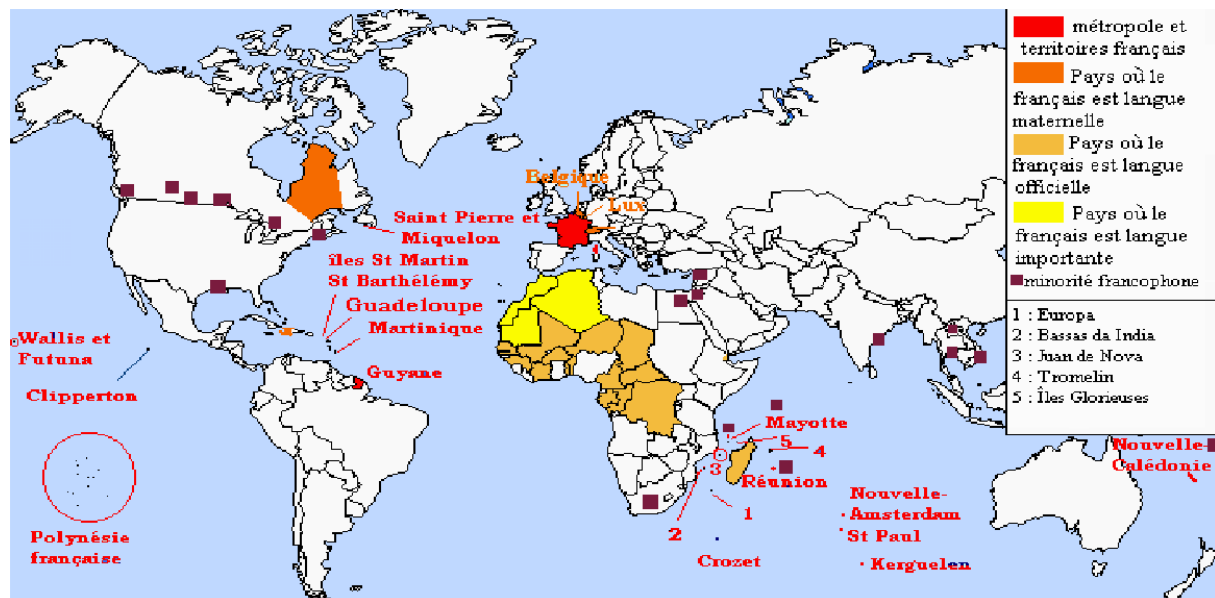 métropole et
territoires français
Pays où le
français est langue
maternelle
Pays où le
français est langue
officielle
Pays où le
français est langue
importante
minorité francophone
1 : Europa
2 : Bassas da India
3 : Juan de Nova
4 : Tromelin
5 : Îles Glorieuses
Belgique
Lux
Saint Pierre et
Miquelon
îles St Martin
St Barthélémy
Guadeloupe
Martinique
Wallis et
Futuna
Clipperton
Guyane
Mayotte
5
4
3
Réunion
1
2
Nouvelle-
Calédonie
Nouvelle-
Amsterdam
St Paul
Polynésie
française
Crozet
Kerguelen